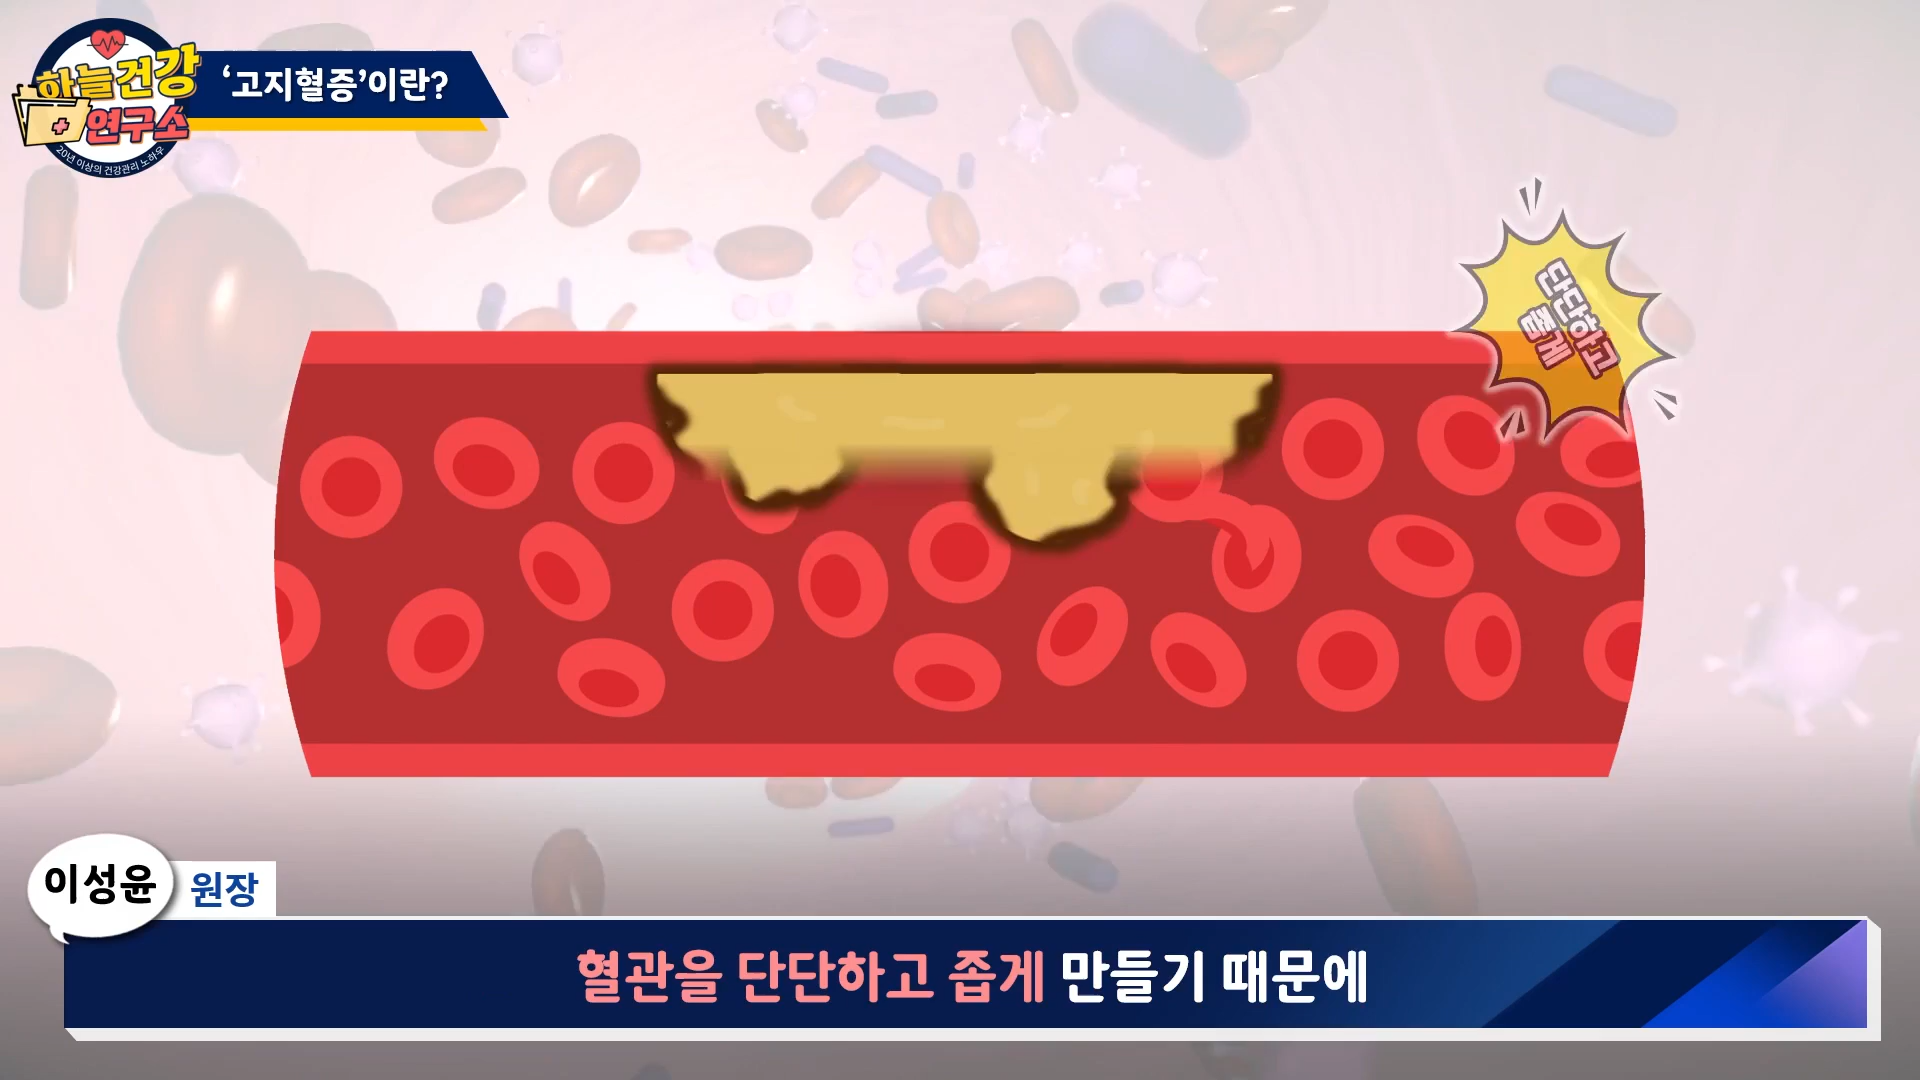 하늘건강
연구소
20년 이상의 건강관리 노하우
‘고지혈증’이란?
단단하고
좁게
이성윤
원장
혈관을 단단하고 좁게 만들기 때문에